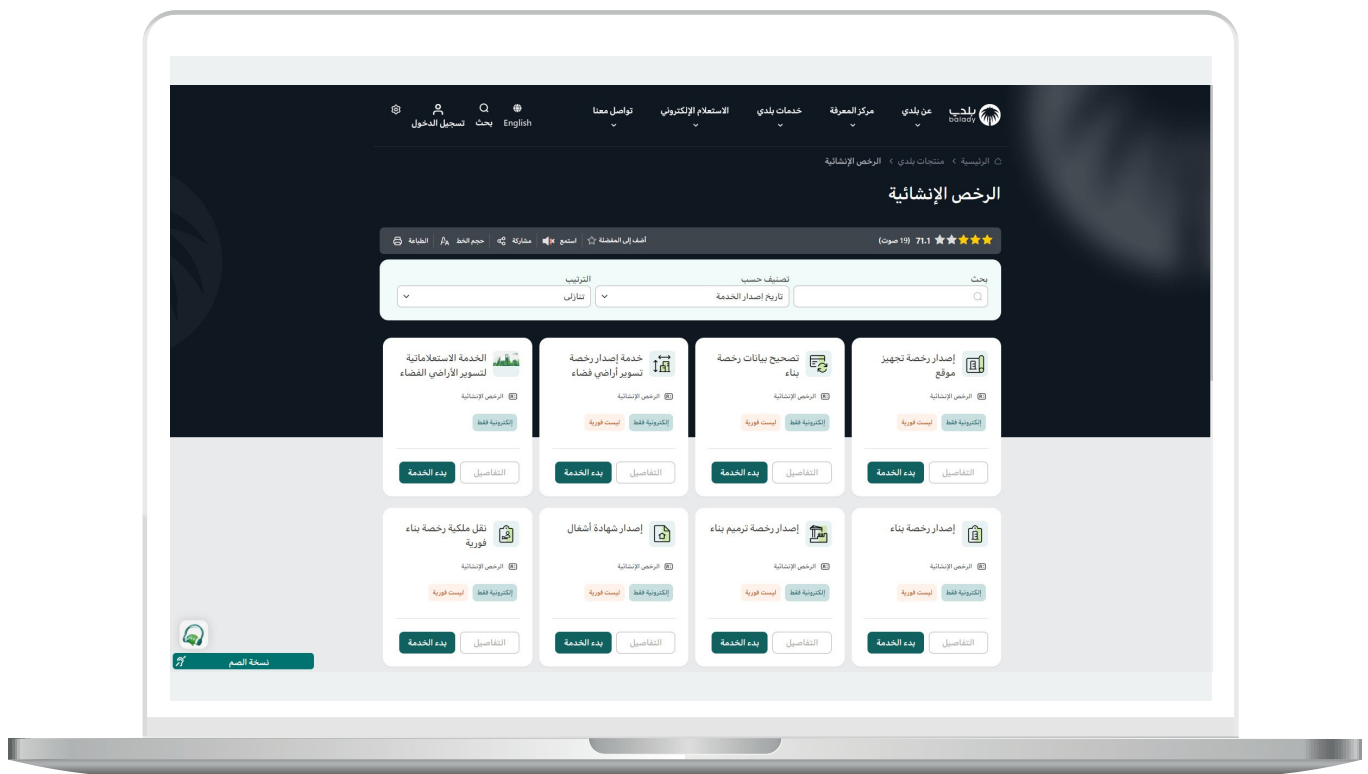 بلدي
balady
عن بلدي
مركز المعرفة
خدمات بلدي
الاستعلام الإلكتروني
تواصل معنا
English
بحث
تسجيل الدخول
الرئيسية > منتجات بلدي > الرخص الإنشائية
الرخص الإنشائية
71.1 (19 صوت)
أضف إلى المفضلة
استمع
مشاركة
حجم الخط
الطباعة
بحث
تصنيف حسب
الترتيب
تاريخ إصدار الخدمة
تنازلي
إصدار رخصة تجهيز
موقع
الرخص الإنشائية
إلكترونية فقط ليست فورية
التفاصيل بدء الخدمة
تصحيح بيانات رخصة
بناء
الرخص الإنشائية
إلكترونية فقط ليست فورية
التفاصيل بدء الخدمة
خدمة إصدار رخصة
تسوير أراضي فضاء
الرخص الإنشائية
إلكترونية فقط ليست فورية
التفاصيل بدء الخدمة
الخدمة الاستعلاماتية
لتسوير الأراضي الفضاء
الرخص الإنشائية
إلكترونية فقط
التفاصيل بدء الخدمة
إصدار رخصة بناء
الرخص الإنشائية
إلكترونية فقط ليست فورية
التفاصيل بدء الخدمة
إصدار رخصة ترميم بناء
الرخص الإنشائية
إلكترونية فقط ليست فورية
التفاصيل بدء الخدمة
إصدار شهادة أشغال
الرخص الإنشائية
إلكترونية فقط ليست فورية
التفاصيل بدء الخدمة
نقل ملكية رخصة بناء
فورية
الرخص الإنشائية
إلكترونية فقط ليست فورية
التفاصيل بدء الخدمة
نسخة الصم